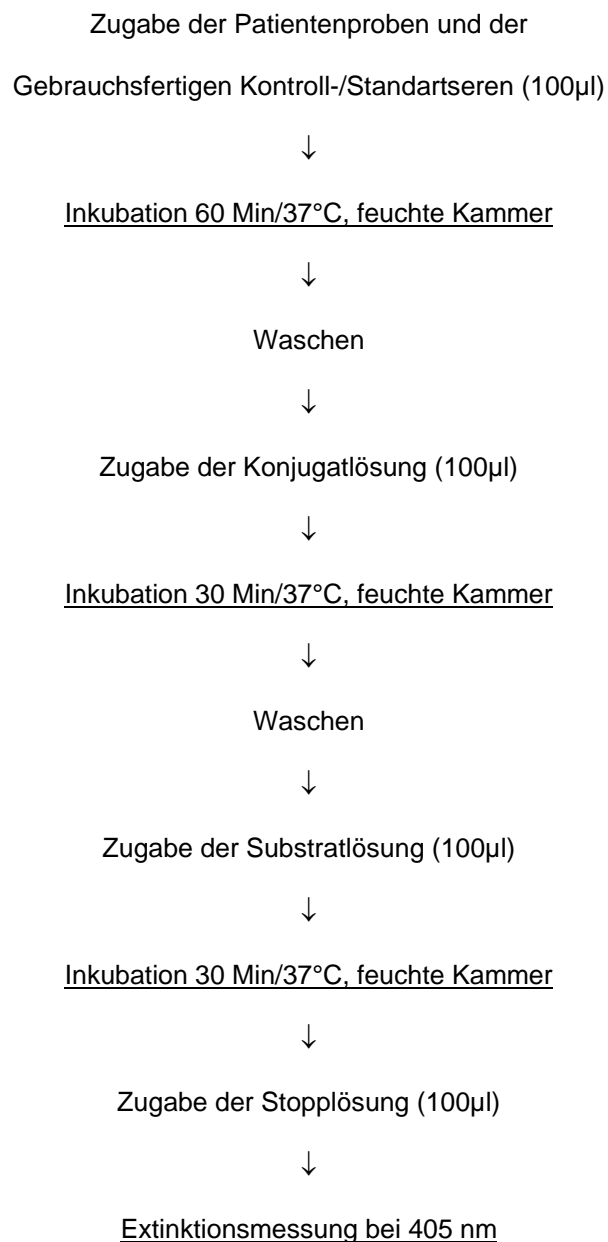 Zugabe der Patientenproben und der
Gebrauchsfertigen Kontroll-/Standartseren (100µl)
↓
Inkubation 60 Min/37°C, feuchte Kammer
↓
Waschen
↓
Zugabe der Konjugatlösung (100µl)
↓
Inkubation 30 Min/37°C, feuchte Kammer
↓
Waschen
↓
Zugabe der Substratlösung (100µl)
↓
Inkubation 30 Min/37°C, feuchte Kammer
↓
Zugabe der Stopplösung (100µl)
↓
Extinktionsmessung bei 405 nm